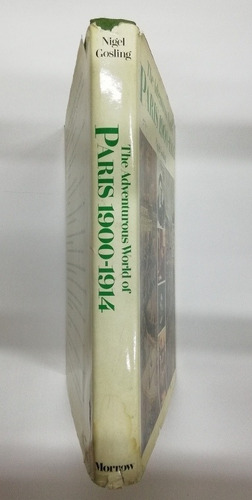 Nigel
Gosling
The Adventurous World of
PARIS 1900-1914
Morrow